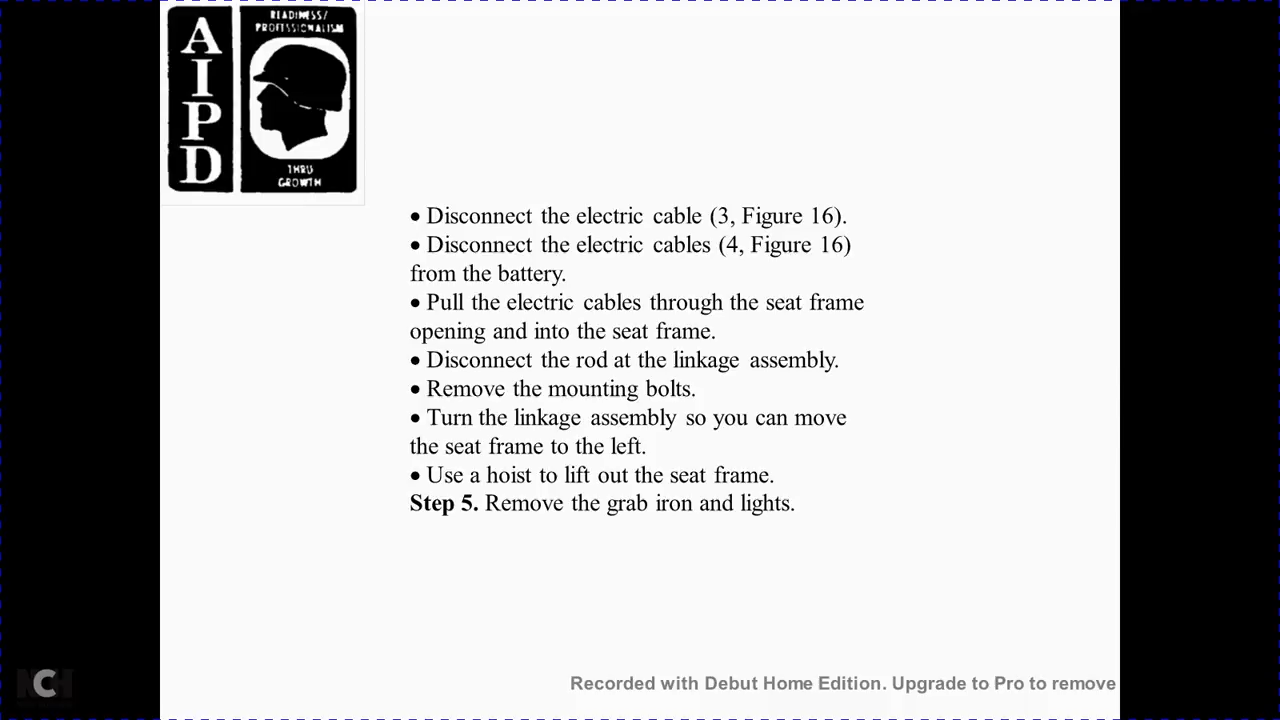 AIPD
READINESS/
PROFESSIONALISM
THRU
GROWTH
• Disconnect the electric cable (3, Figure 16).
• Disconnect the electric cables (4, Figure 16)
from the battery.
• Pull the electric cables through the seat frame
opening and into the seat frame.
• Disconnect the rod at the linkage assembly.
• Remove the mounting bolts.
• Turn the linkage assembly so you can move
the seat frame to the left.
• Use a hoist to lift out the seat frame.
Step 5. Remove the grab iron and lights.
NCH
Recorded with Debut Home Edition. Upgrade to Pro to remove